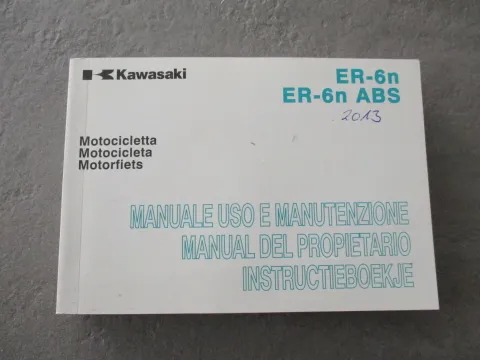 Kawasaki
ER-6n
ER-6n ABS
2013
Motocicletta
Motocicleta
Motorfiets
MANUALE USO E MANUTENZIONE
MANUAL DEL PROPIETARIO
INSTRUCTIEBOEKJE